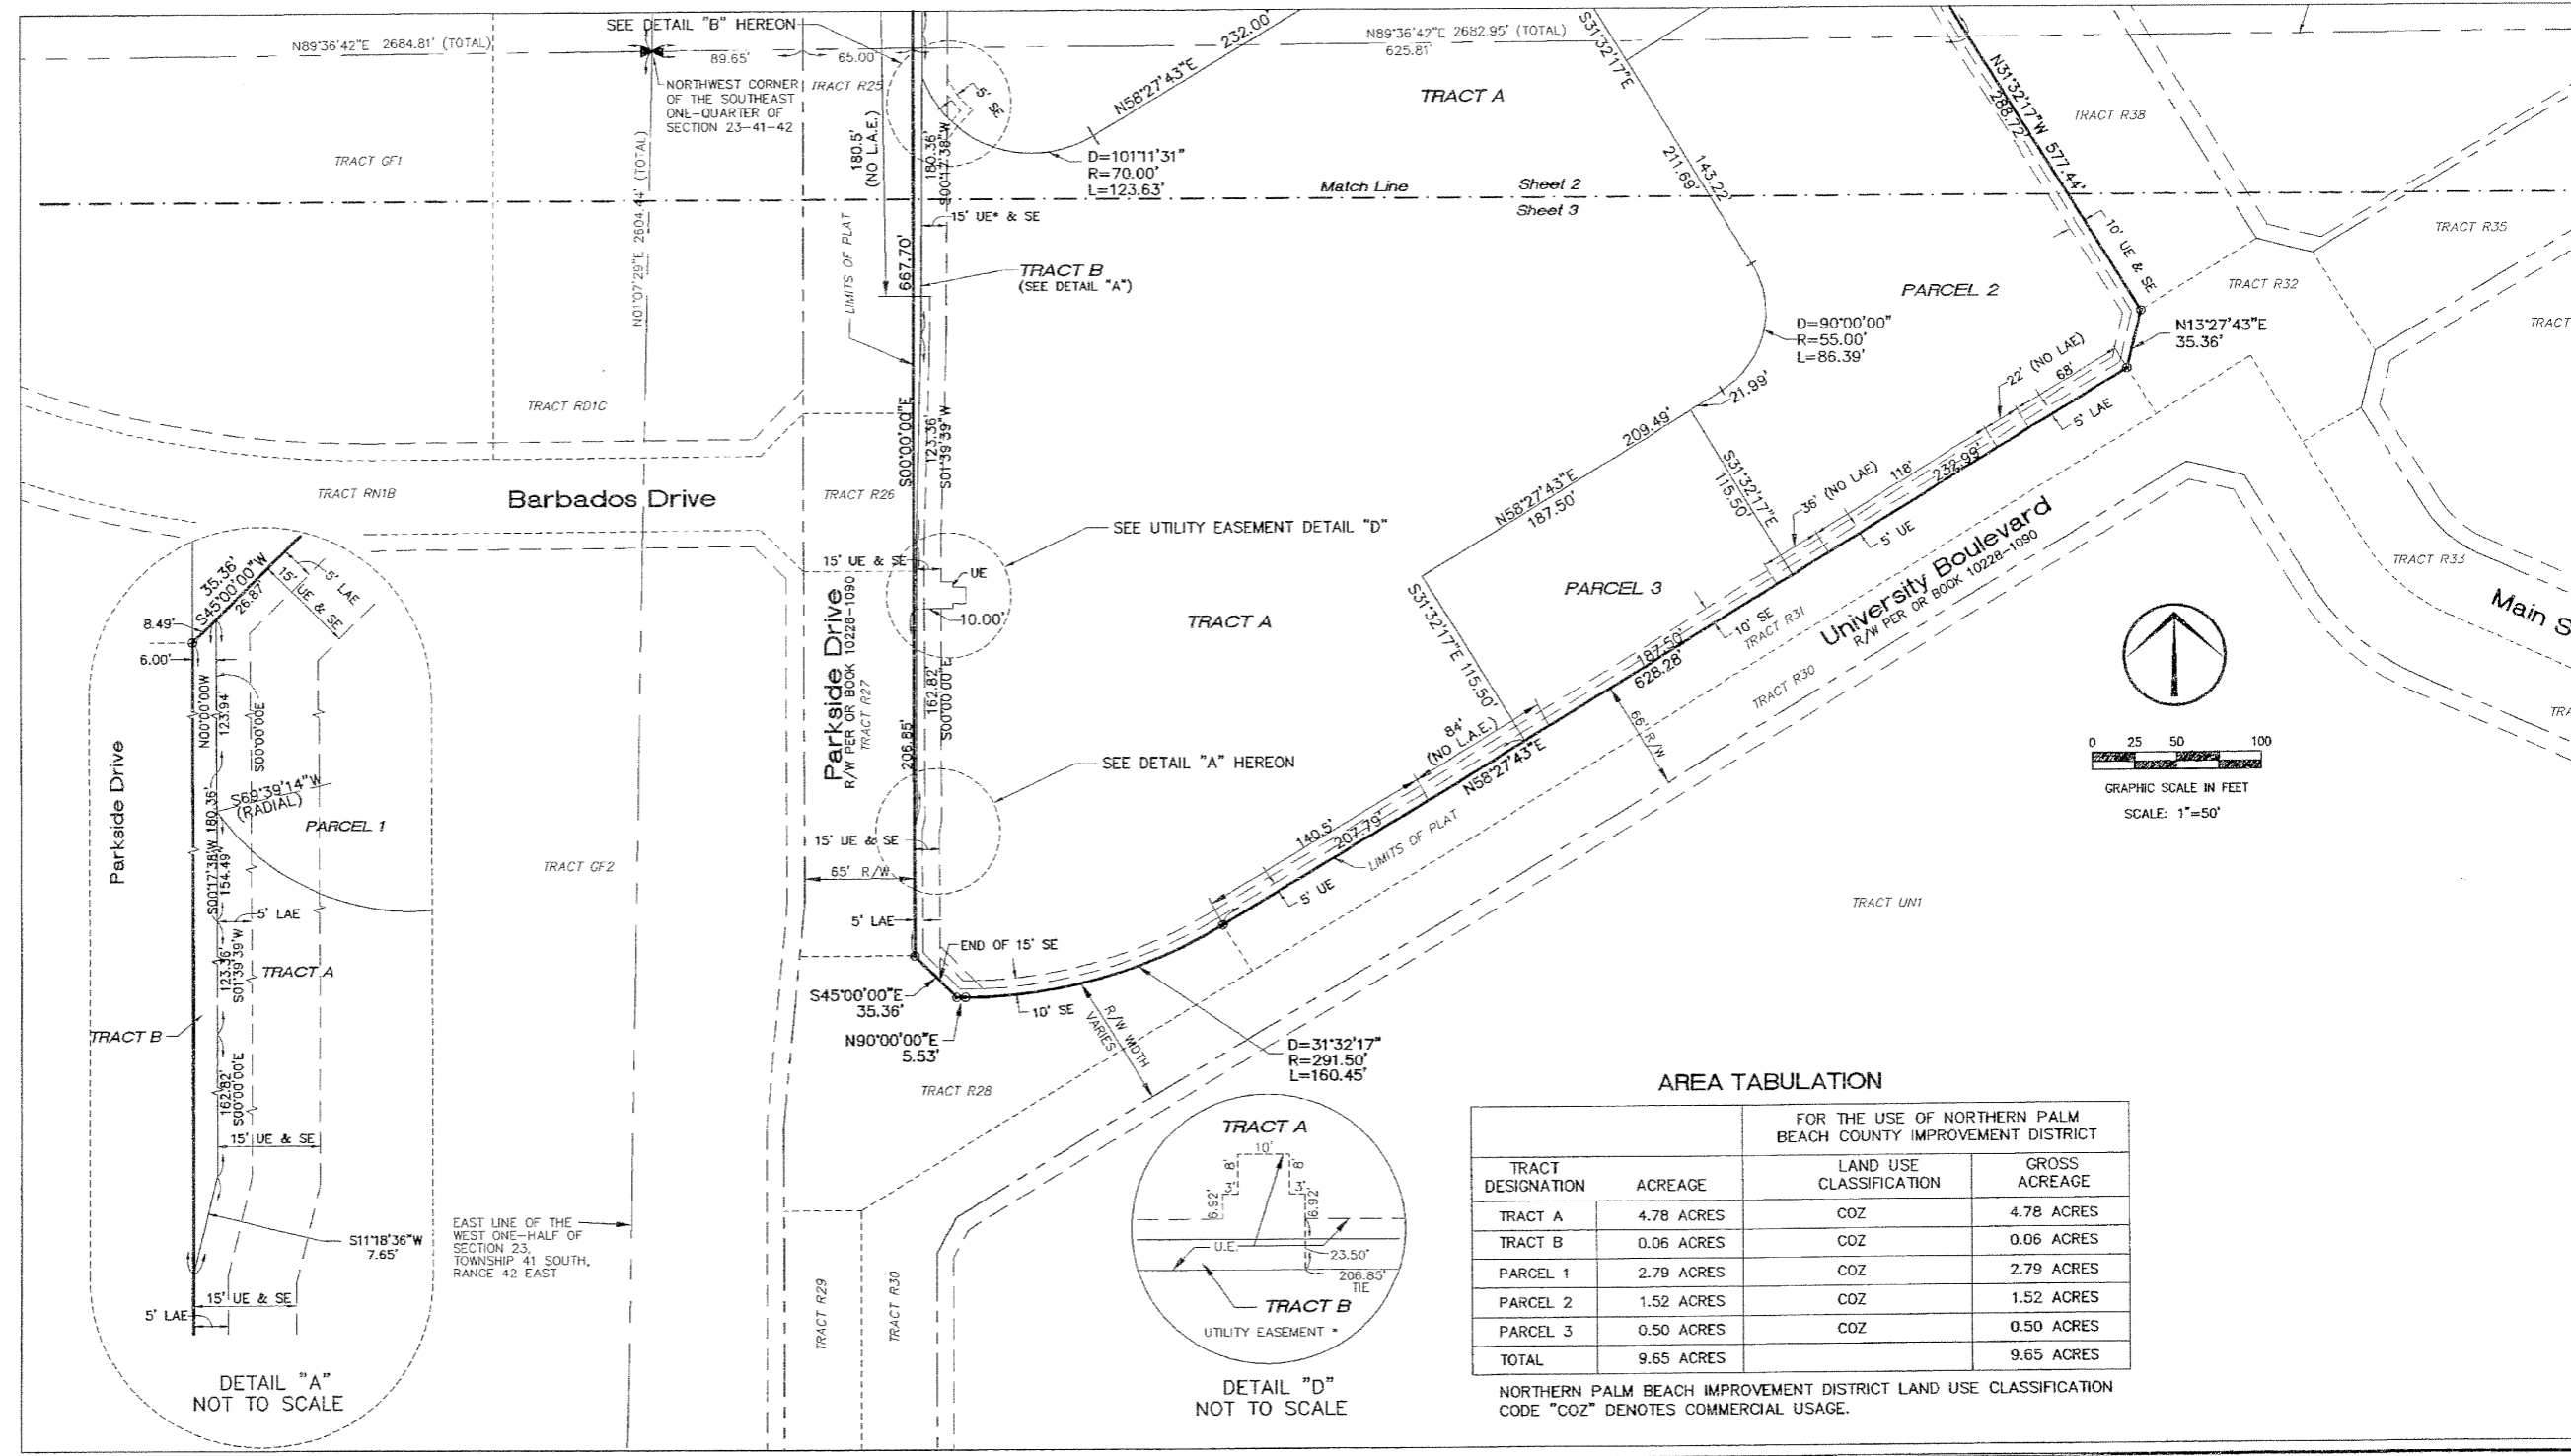 SEE DETAIL "B" HEREON
N89°36'42"E 2684.81' (TOTAL)
89.65'
65.00'
NORTHWEST CORNER
OF THE SOUTHEAST
ONE-QUARTER OF
SECTION 23-41-42
TRACT R25
TRACT GF1
N01°07'29"E 2604.44' (TOTAL)
180.5'
(NO L.A.E.)
180.36'
S00°17'38"W
5' SE
232.00'
N58°27'43"E
D=101°11'31"
R=70.00'
L=123.63'
N89°36'42"E 2682.95' (TOTAL)
625.81'
S31°32'17"E
TRACT A
143.22'
211.69'
N31°32'17"W 577.44'
288.72'
TRACT R38
Match Line
Sheet 2
Sheet 3
15' UE* & SE
LIMITS OF PLAT
667.70'
TRACT B
(SEE DETAIL "A")
PARCEL 2
10' UE & SE
TRACT R35
TRACT R32
TRACT
N13°27'43"E
35.36'
D=90°00'00"
R=55.00'
L=86.39'
22' (NO LAE)
68'
5' LAE
21.99'
209.49'
TRACT RD1C
S00°00'00"E
123.36'
S01°39'39"W
TRACT RN1B
Barbados Drive
TRACT R26
SEE UTILITY EASEMENT DETAIL "D"
N58°27'43"E
187.50'
S31°32'17"E
115.50'
36' (NO LAE)
118'
232.99'
5' UE
University Boulevard
R/W PER OR BOOK 10228-1090
TRACT R33
Main S
15' UE & SE
UE
10.00'
Parkside Drive
R/W PER OR BOOK 10228-1090
TRACT R27
TRACT A
PARCEL 3
S31°32'17"E 115.50'
10' SE
TRACT R31
187.50'
628.28'
TRACT R30
66' R/W
206.85'
162.82'
S00°00'00"E
SEE DETAIL "A" HEREON
84'
(NO L.A.E.)
N58°27'43"E
140.5'
207.79'
LIMITS OF PLAT
5' UE
0 25 50 100
GRAPHIC SCALE IN FEET
SCALE: 1"=50'
15' UE & SE
65' R/W
5' LAE
END OF 15' SE
S45°00'00"E
35.36'
N90°00'00"E
5.53'
10' SE
R/W WIDTH
VARIES
D=31°32'17"
R=291.50'
L=160.45'
TRACT GF2
TRACT UN1
TRACT R28
TRACT R29
TRACT R30
EAST LINE OF THE
WEST ONE-HALF OF
SECTION 23,
TOWNSHIP 41 SOUTH,
RANGE 42 EAST
35.36'
S45°00'00"W
26.87'
15' UE & SE
5' LAE
8.49'
6.00'
N00°00'00W
123.94'
S00°00'00E
Parkside Drive
S69°39'14"W
(RADIAL)
PARCEL 1
S00°17'38"W 180.36'
154.49'
5' LAE
123.36'
S01°39'39"W
TRACT A
TRACT B
162.82'
S00°00'00"E
15' UE & SE
S11°18'36"W
7.65'
15' UE & SE
5' LAE
DETAIL "A"
NOT TO SCALE
TRACT A
10'
8'
8'
3'
3'
6.92'
6.92'
U.E.
23.50'
206.85'
TIE
TRACT B
UTILITY EASEMENT *
DETAIL "D"
NOT TO SCALE
AREA TABULATION
FOR THE USE OF NORTHERN PALM
BEACH COUNTY IMPROVEMENT DISTRICT
TRACT DESIGNATION ACREAGE LAND USE CLASSIFICATION GROSS ACREAGE
TRACT A 4.78 ACRES COZ 4.78 ACRES
TRACT B 0.06 ACRES COZ 0.06 ACRES
PARCEL 1 2.79 ACRES COZ 2.79 ACRES
PARCEL 2 1.52 ACRES COZ 1.52 ACRES
PARCEL 3 0.50 ACRES COZ 0.50 ACRES
TOTAL 9.65 ACRES 9.65 ACRES
NORTHERN PALM BEACH IMPROVEMENT DISTRICT LAND USE CLASSIFICATION
CODE "COZ" DENOTES COMMERCIAL USAGE.